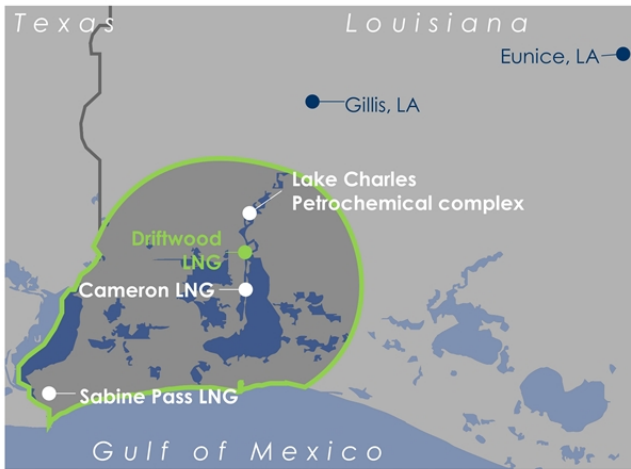 Texas
Louisiana
Eunice, LA
Gillis, LA
Lake Charles
Petrochemical complex
Driftwood
LNG
Cameron LNG
Sabine Pass LNG
Gulf of Mexico